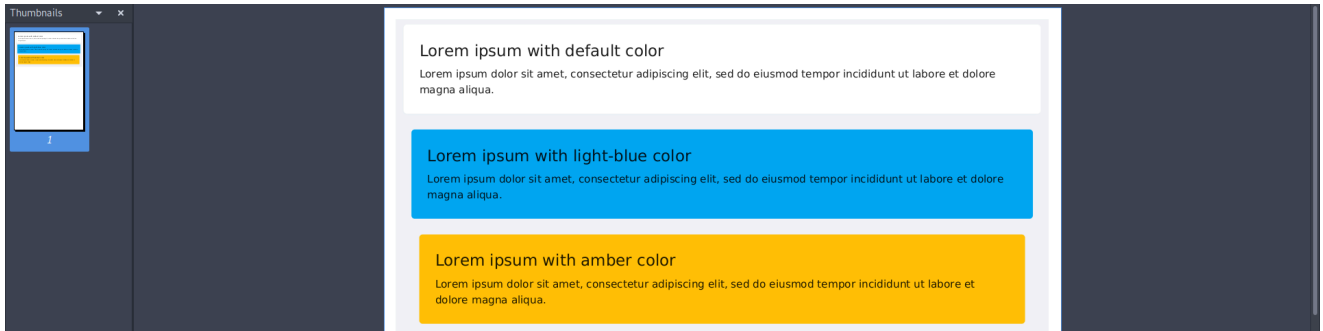 Thumbnails
1
Lorem ipsum with default color
Lorem ipsum dolor sit amet, consectetur adipiscing elit, sed do eiusmod tempor incididunt ut labore et dolore
magna aliqua.
Lorem ipsum with light-blue color
Lorem ipsum dolor sit amet, consectetur adipiscing elit, sed do eiusmod tempor incididunt ut labore et dolore
magna aliqua.
Lorem ipsum with amber color
Lorem ipsum dolor sit amet, consectetur adipiscing elit, sed do eiusmod tempor incididunt ut labore et
dolore magna aliqua.